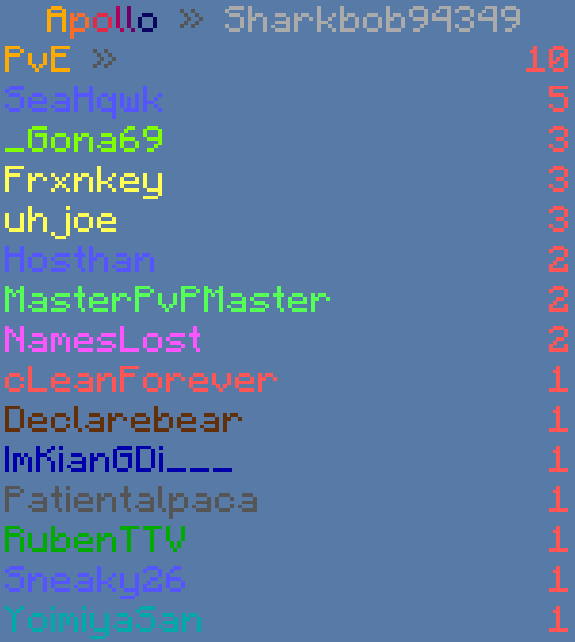 Apollo » Sharkbob94349
PvE » 10
SeaHqwk 5
_Gona69 3
Frxnkey 3
uh_joe 3
Hosthan 2
MasterPvPMaster 2
NamesLost 2
cLeanForever 1
Declarebear 1
ImKianGDi___ 1
Patientalpaca 1
RubenTTV 1
Sneaky26 1
YoimiyaSan 1